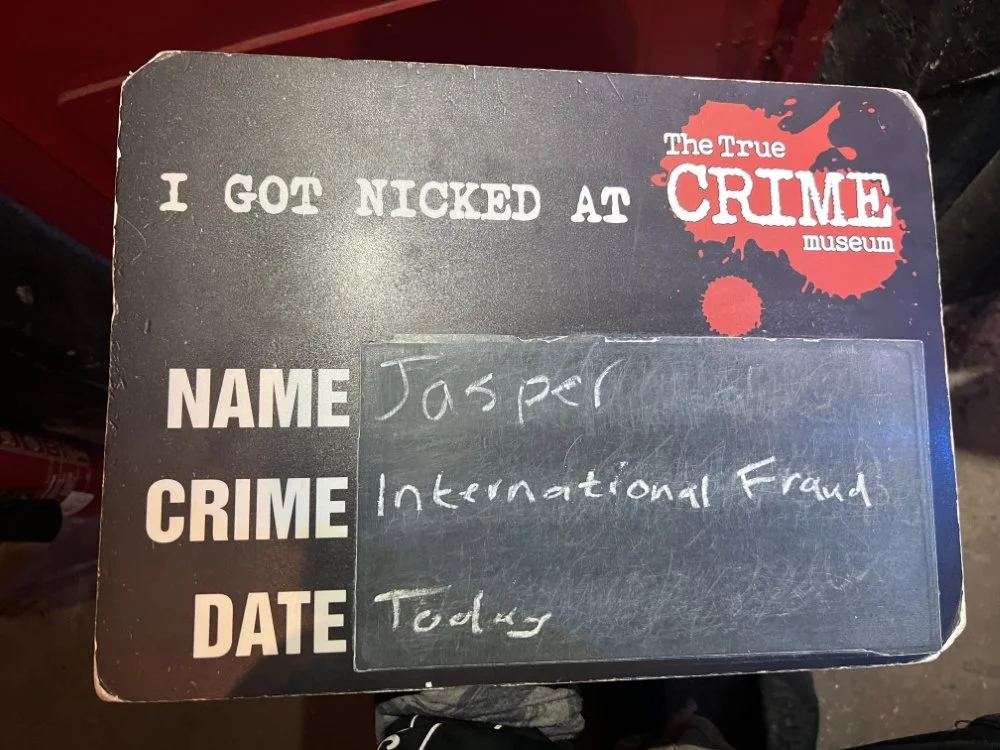 I GOT NICKED AT
The True
CRIME
museum
NAME Jasper
CRIME International Fraud
DATE Today